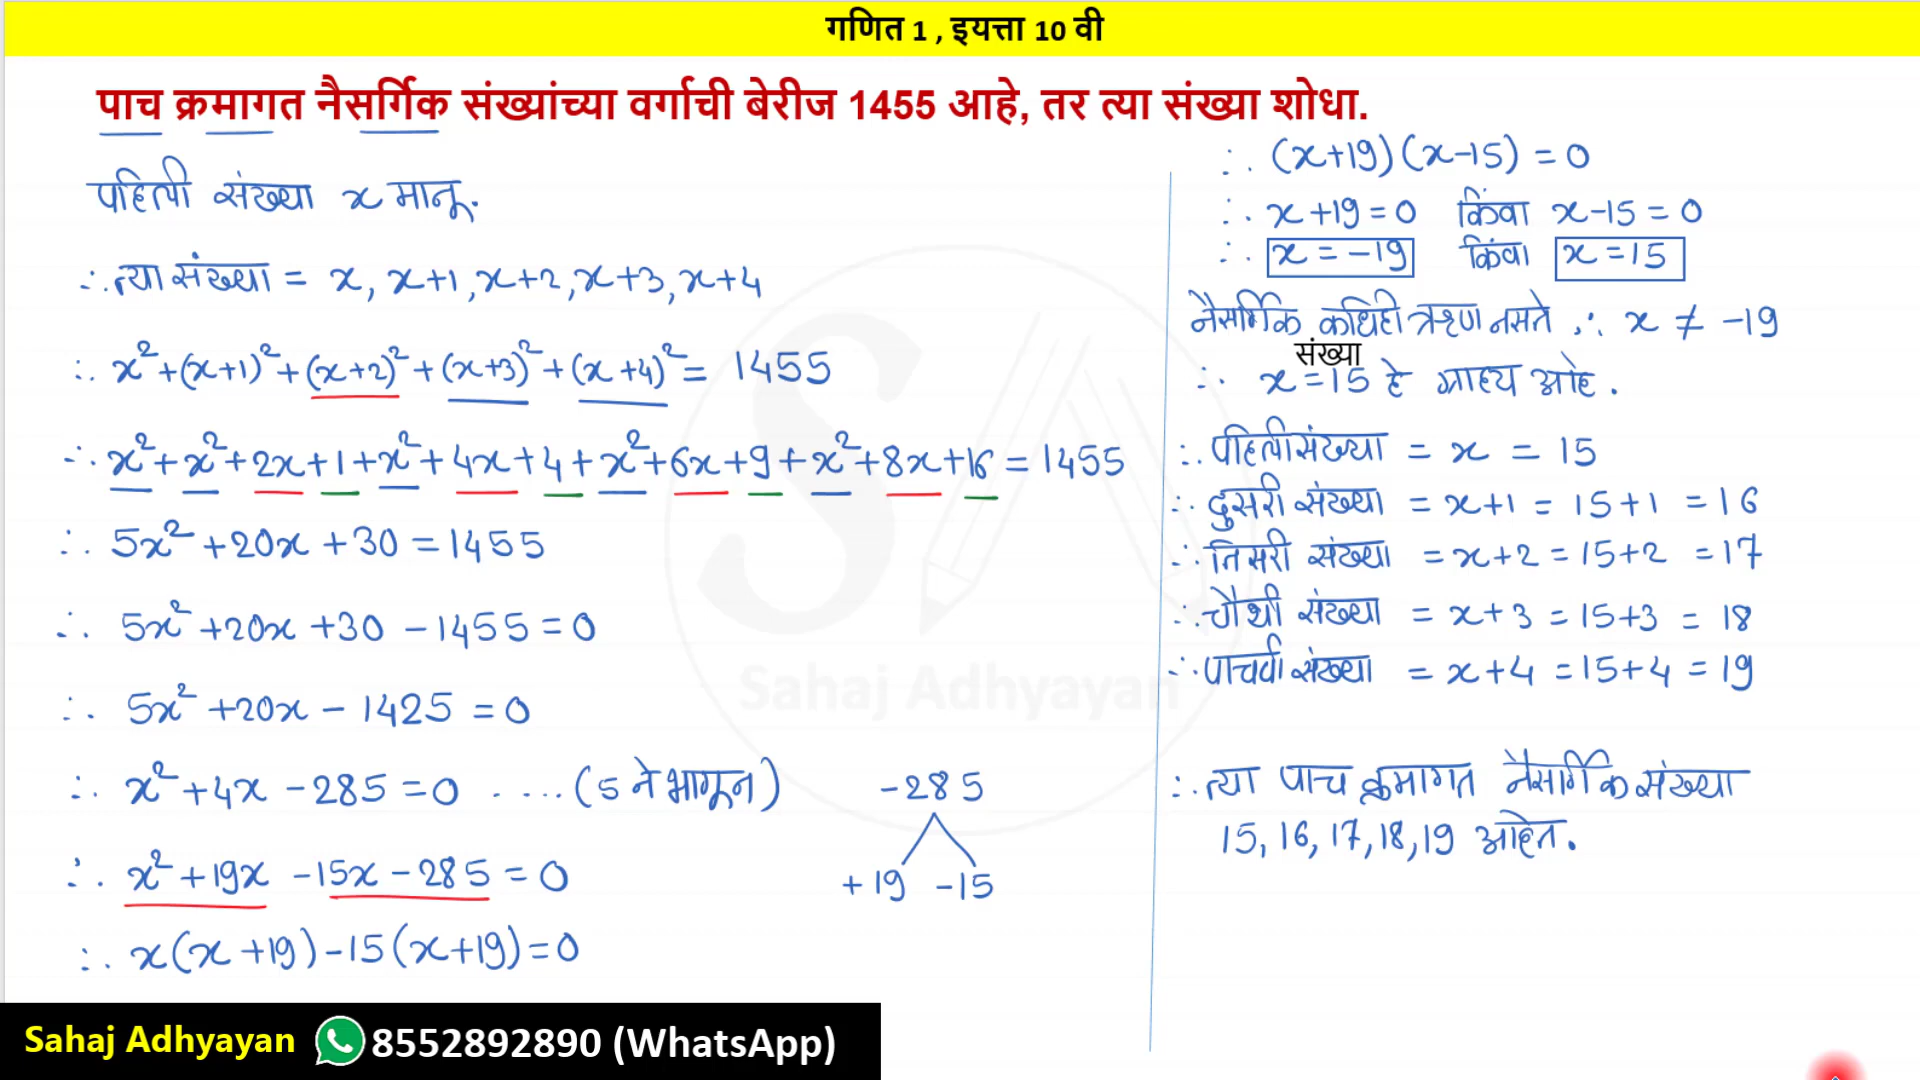 गणित 1 , इयत्ता 10 वी
पाच क्रमागत नैसर्गिक संख्यांच्या वर्गाची बेरीज 1455 आहे, तर त्या संख्या शोधा.
पहिली संख्या x मानू.
∴ त्या संख्या = x, x+1, x+2, x+3, x+4
∴ x² + (x+1)² + (x+2)² + (x+3)² + (x+4)² = 1455
∴ x² + x² + 2x + 1 + x² + 4x + 4 + x² + 6x + 9 + x² + 8x + 16 = 1455
∴ 5x² + 20x + 30 = 1455
∴ 5x² + 20x + 30 - 1455 = 0
∴ 5x² + 20x - 1425 = 0
∴ x² + 4x - 285 = 0 .... (5 ने भागून)
-285
+19 -15
∴ x² + 19x - 15x - 285 = 0
∴ x(x+19) - 15(x+19) = 0
∴ (x+19)(x-15) = 0
∴ x+19 = 0 किंवा x-15 = 0
∴ x = -19 किंवा x = 15
नैसर्गिक कधिही ऋण नसते ∴ x ≠ -19
संख्या
∴ x = 15 हे ग्राह्य आहे.
∴ पहिली संख्या = x = 15
∴ दुसरी संख्या = x+1 = 15+1 = 16
∴ तिसरी संख्या = x+2 = 15+2 = 17
∴ चौथी संख्या = x+3 = 15+3 = 18
∴ पाचवी संख्या = x+4 = 15+4 = 19
∴ त्या पाच क्रमागत नैसर्गिक संख्या
15, 16, 17, 18, 19 आहेत.
Sahaj Adhyayan
Sahaj Adhyayan 8552892890 (WhatsApp)